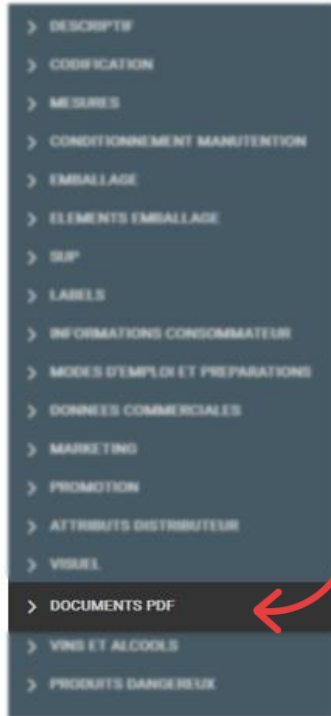 > DESCRIPTIF
> CODIFICATION
> MESURES
> CONDITIONNEMENT MANUTENTION
> EMBALLAGE
> ELEMENTS EMBALLAGE
> SUP
> LABELS
> INFORMATIONS CONSOMMATEUR
> MODES D'EMPLOI ET PREPARATIONS
> DONNEES COMMERCIALES
> MARKETING
> PROMOTION
> ATTRIBUTS DISTRIBUTEUR
> VISUEL
> DOCUMENTS PDF
> VINS ET ALCOOLS
> PRODUITS DANGEREUX